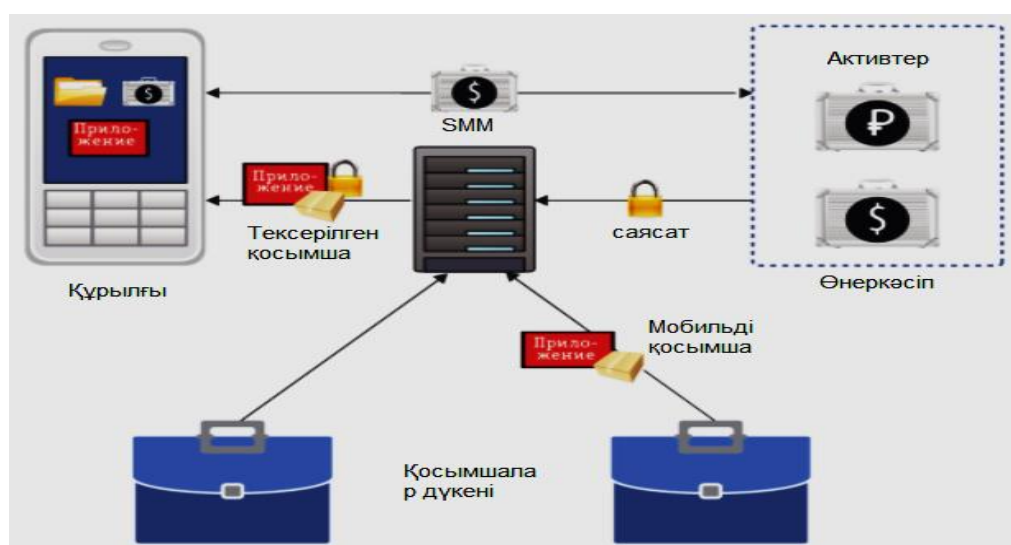 Активтер
Прило-
жение
SMM
Прило-
жение
Тексерілген
қосымша
саясат
Құрылғы
Өнеркәсіп
Мобильді
қосымша
Прило-
жение
Қосымшала
р дүкені